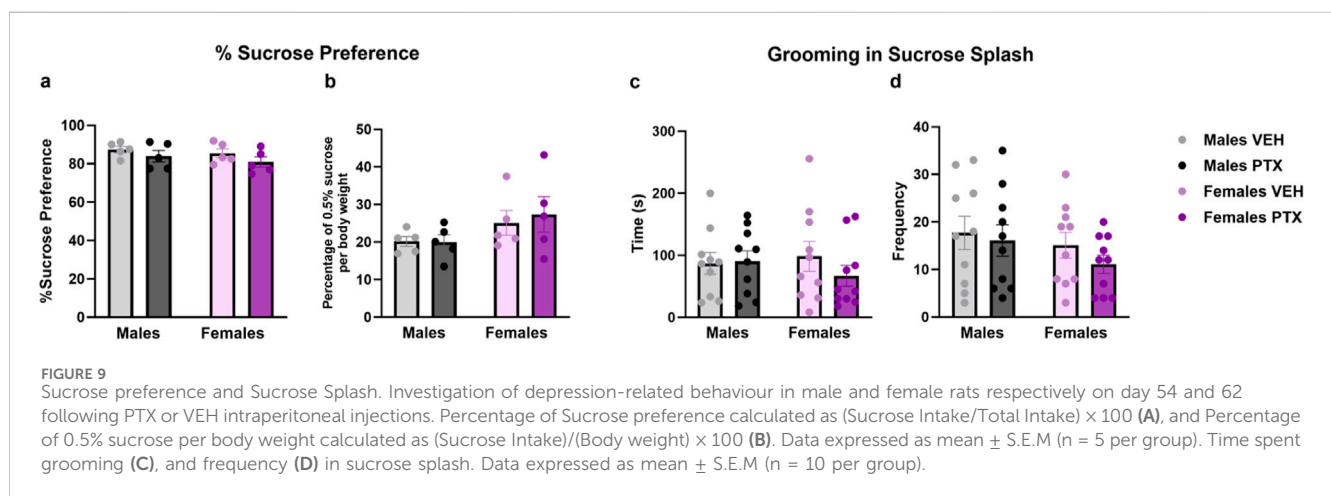 % Sucrose Preference
Grooming in Sucrose Splash
a
b
c
d
%Sucrose Preference
100
80
60
40
20
0
Males
Females
Percentage of 0.5% sucrose
per body weight
50
40
30
20
10
0
Males
Females
Time (s)
300
200
100
0
Males
Females
Frequency
40
30
20
10
0
Males
Females
Males VEH
Males PTX
Females VEH
Females PTX
FIGURE 9
Sucrose preference and Sucrose Splash. Investigation of depression-related behaviour in male and female rats respectively on day 54 and 62
following PTX or VEH intraperitoneal injections. Percentage of Sucrose preference calculated as (Sucrose Intake/Total Intake) × 100 (A), and Percentage
of 0.5% sucrose per body weight calculated as (Sucrose Intake)/(Body weight) × 100 (B). Data expressed as mean ± S.E.M (n = 5 per group). Time spent
grooming (C), and frequency (D) in sucrose splash. Data expressed as mean ± S.E.M (n = 10 per group).